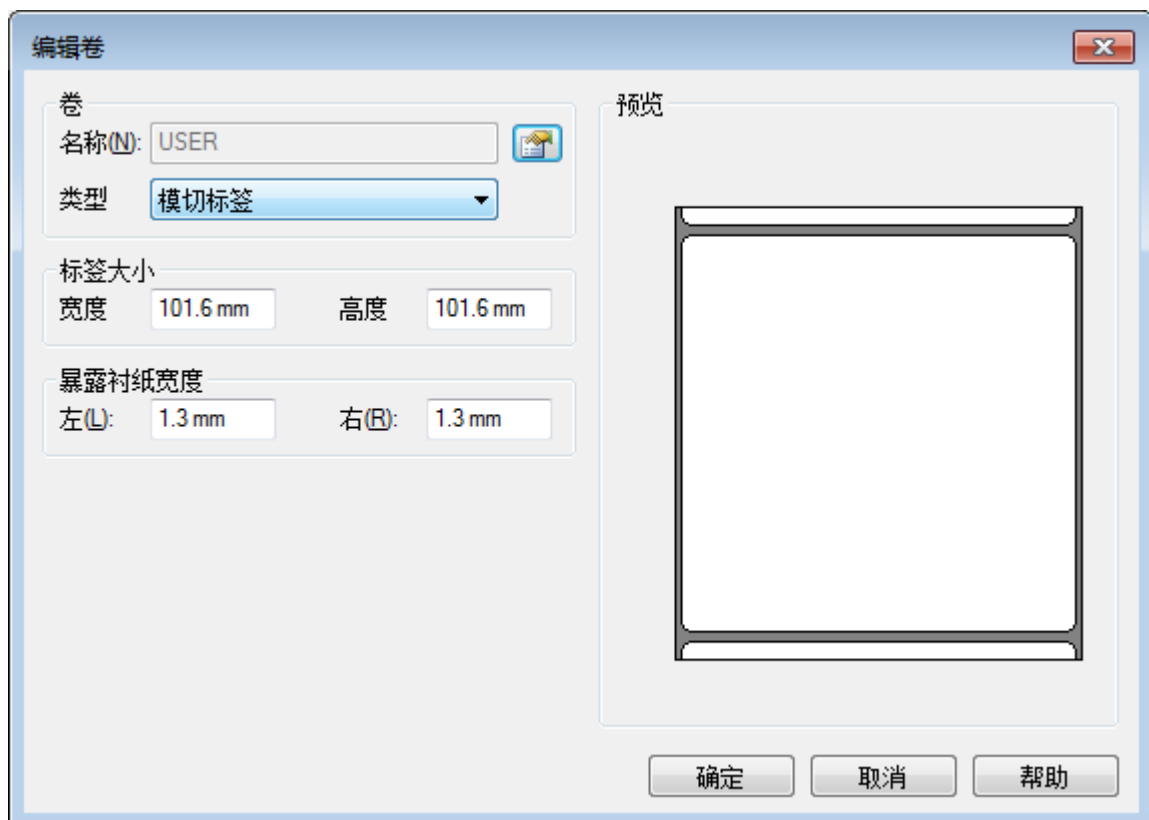 编辑卷
卷
名称(N): USER
类型 模切标签
标签大小
宽度 101.6 mm 高度 101.6 mm
暴露衬纸宽度
左(L): 1.3 mm 右(R): 1.3 mm
预览
确定 取消 帮助